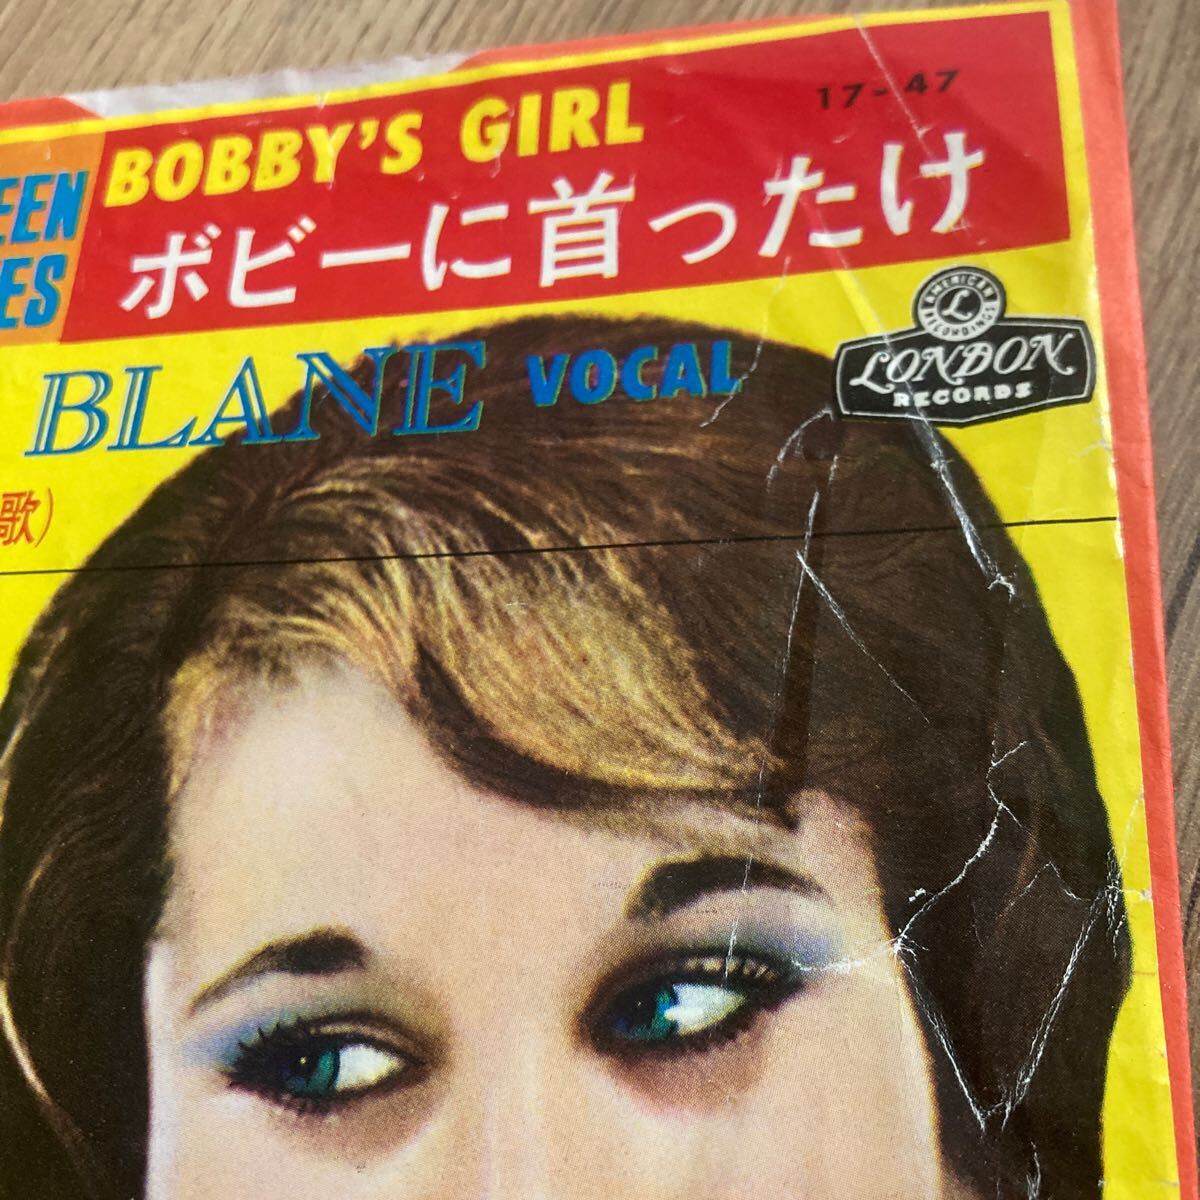 17-47
BOBBY'S GIRL
EEN
ES
ボビーに首ったけ
BLANE VOCAL
歌)
AMERICAN RECORDINGS
L
LONDON
RECORDS